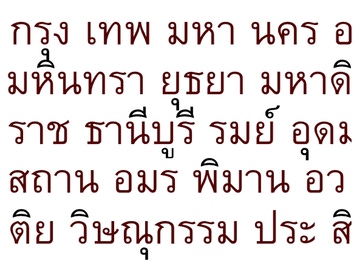 กรุง เทพ มหา นคร อ
มหินทรา ยุธยา มหาดิ
ราช ธานีบูรี รมย์ อุดม
สถาน อมร พิมาน อว
ติย วิษณุกรรม ประ สิ